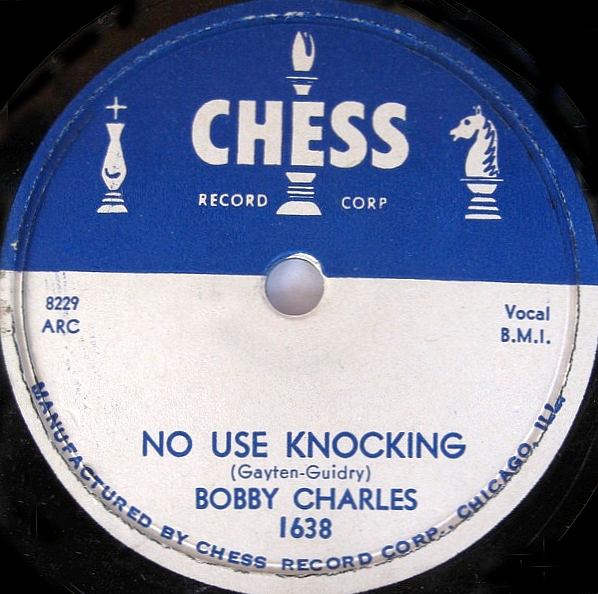 CHESS
RECORD CORP
8229
ARC
Vocal
B.M.I.
NO USE KNOCKING
(Gayten-Guidry)
BOBBY CHARLES
1638
MANUFACTURED BY CHESS RECORD CORP., CHICAGO, ILL.